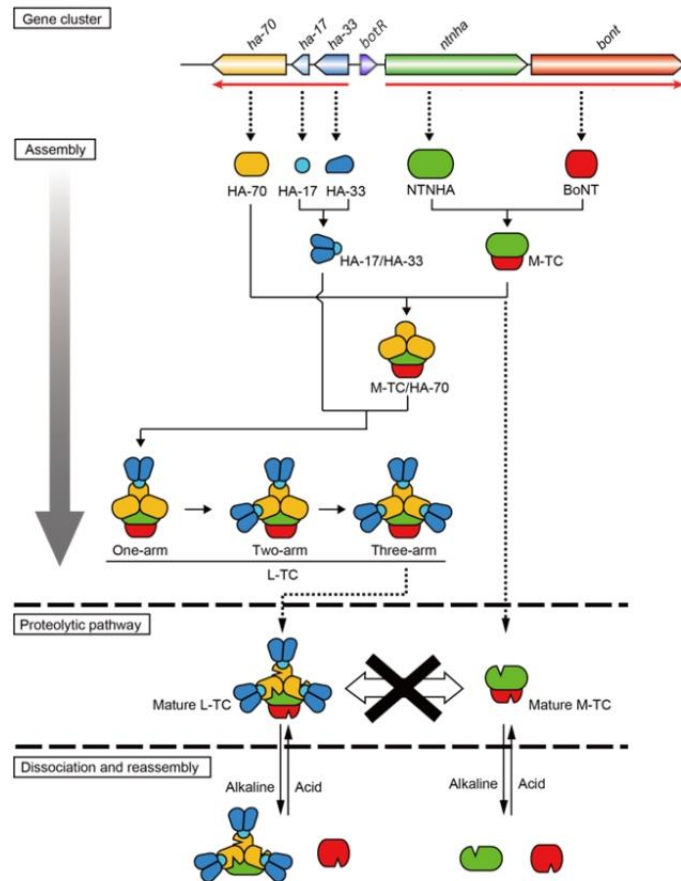 Gene cluster
ha-70 ha-17 ha-33 botR ntnha bont
Assembly
HA-70 HA-17 HA-33 NTNHA BoNT
HA-17/HA-33 M-TC
M-TC/HA-70
One-arm Two-arm Three-arm
L-TC
Proteolytic pathway
Mature L-TC Mature M-TC
Dissociation and reassembly
Alkaline Acid Alkaline Acid